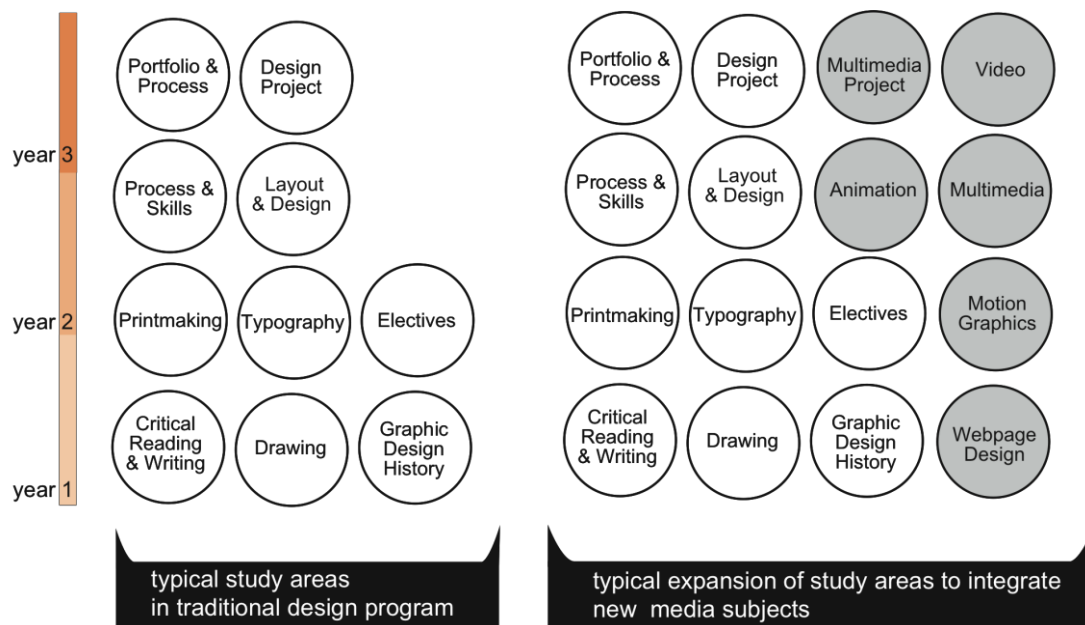 Portfolio &
Process
Design
Project
year 3
Process &
Skills
Layout
& Design
year 2
Printmaking
Typography
Electives
Critical
Reading
& Writing
Drawing
Graphic
Design
History
year 1
typical study areas
in traditional design program
Portfolio &
Process
Design
Project
Multimedia
Project
Video
Process &
Skills
Layout
& Design
Animation
Multimedia
Printmaking
Typography
Electives
Motion
Graphics
Critical
Reading
& Writing
Drawing
Graphic
Design
History
Webpage
Design
typical expansion of study areas to integrate
new media subjects